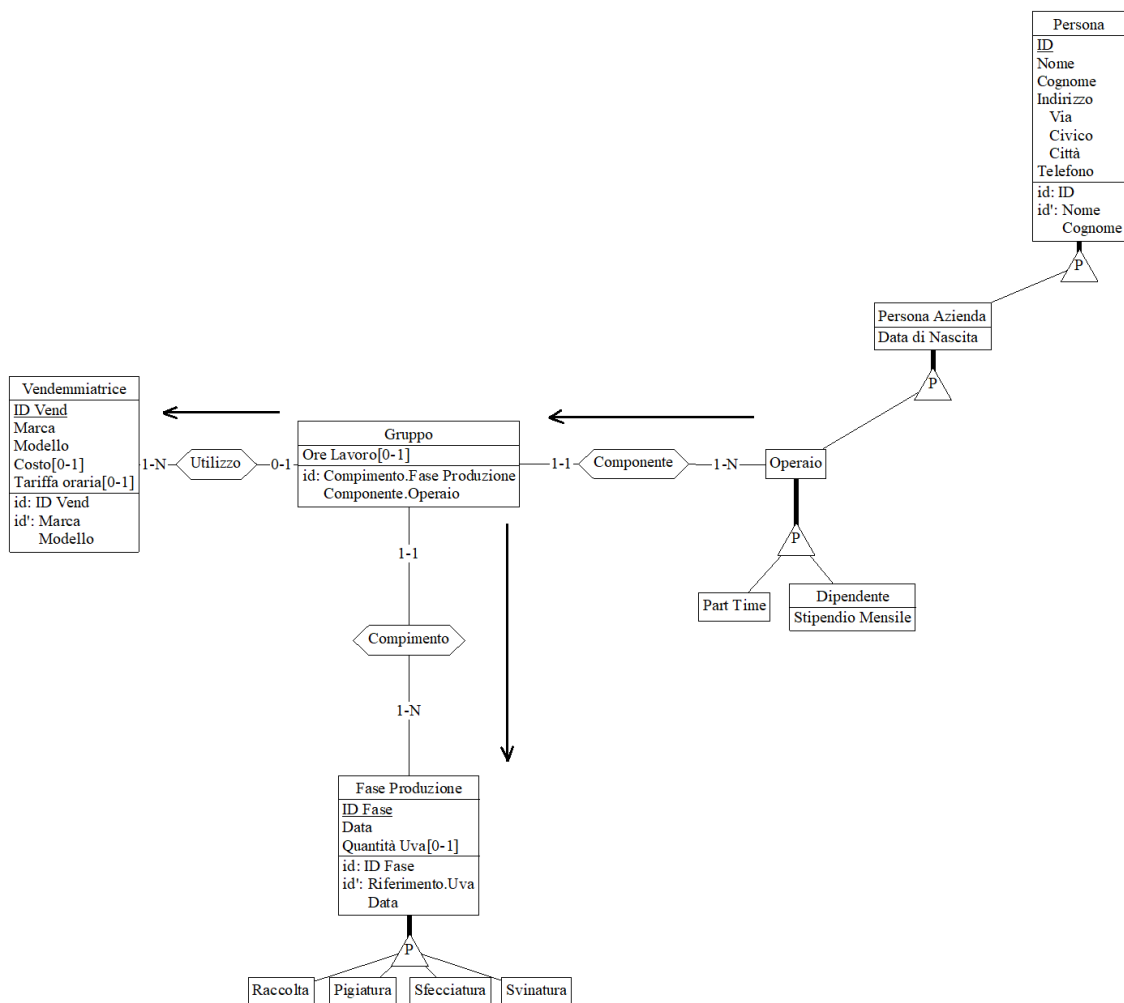 Persona
ID
Nome
Cognome
Indirizzo
Via
Civico
Città
Telefono
id: ID
id': Nome
Cognome
P
Persona Azienda
Data di Nascita
P
Vendemmiatrice
ID Vend
Marca
Modello
Costo[0-1]
Tariffa oraria[0-1]
id: ID Vend
id': Marca
Modello
1-N
Utilizzo
0-1
Gruppo
Ore Lavoro[0-1]
id: Compimento.Fase Produzione
Componente.Operaio
1-1
Componente
1-N
Operaio
P
Part Time
Dipendente
Stipendio Mensile
1-1
Compimento
1-N
Fase Produzione
ID Fase
Data
Quantità Uva[0-1]
id: ID Fase
id': Riferimento.Uva
Data
P
Raccolta
Pigiatura
Sfecciatura
Svinatura